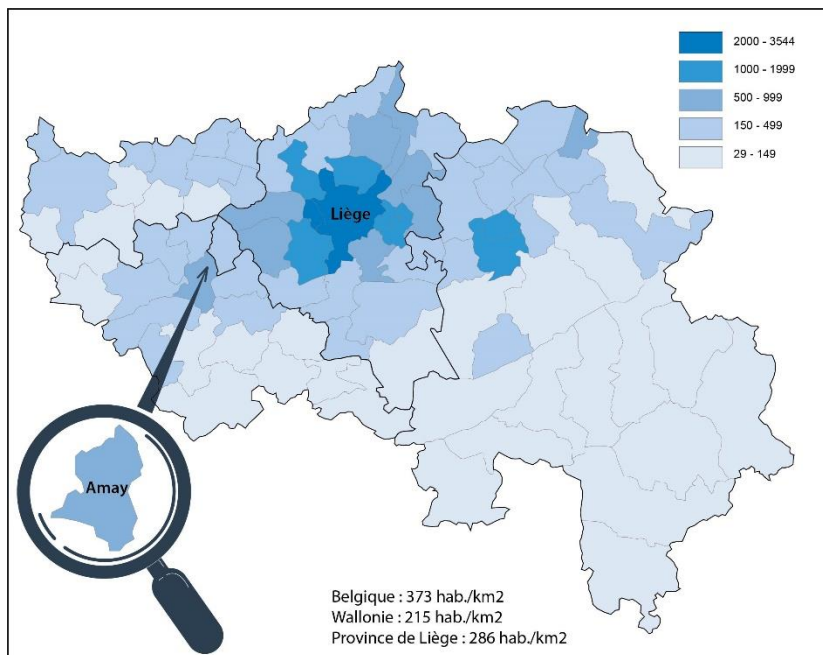 2000 - 3544
1000 - 1999
500 - 999
150 - 499
29 - 149
Liège
Amay
Belgique : 373 hab./km2
Wallonie : 215 hab./km2
Province de Liège : 286 hab./km2